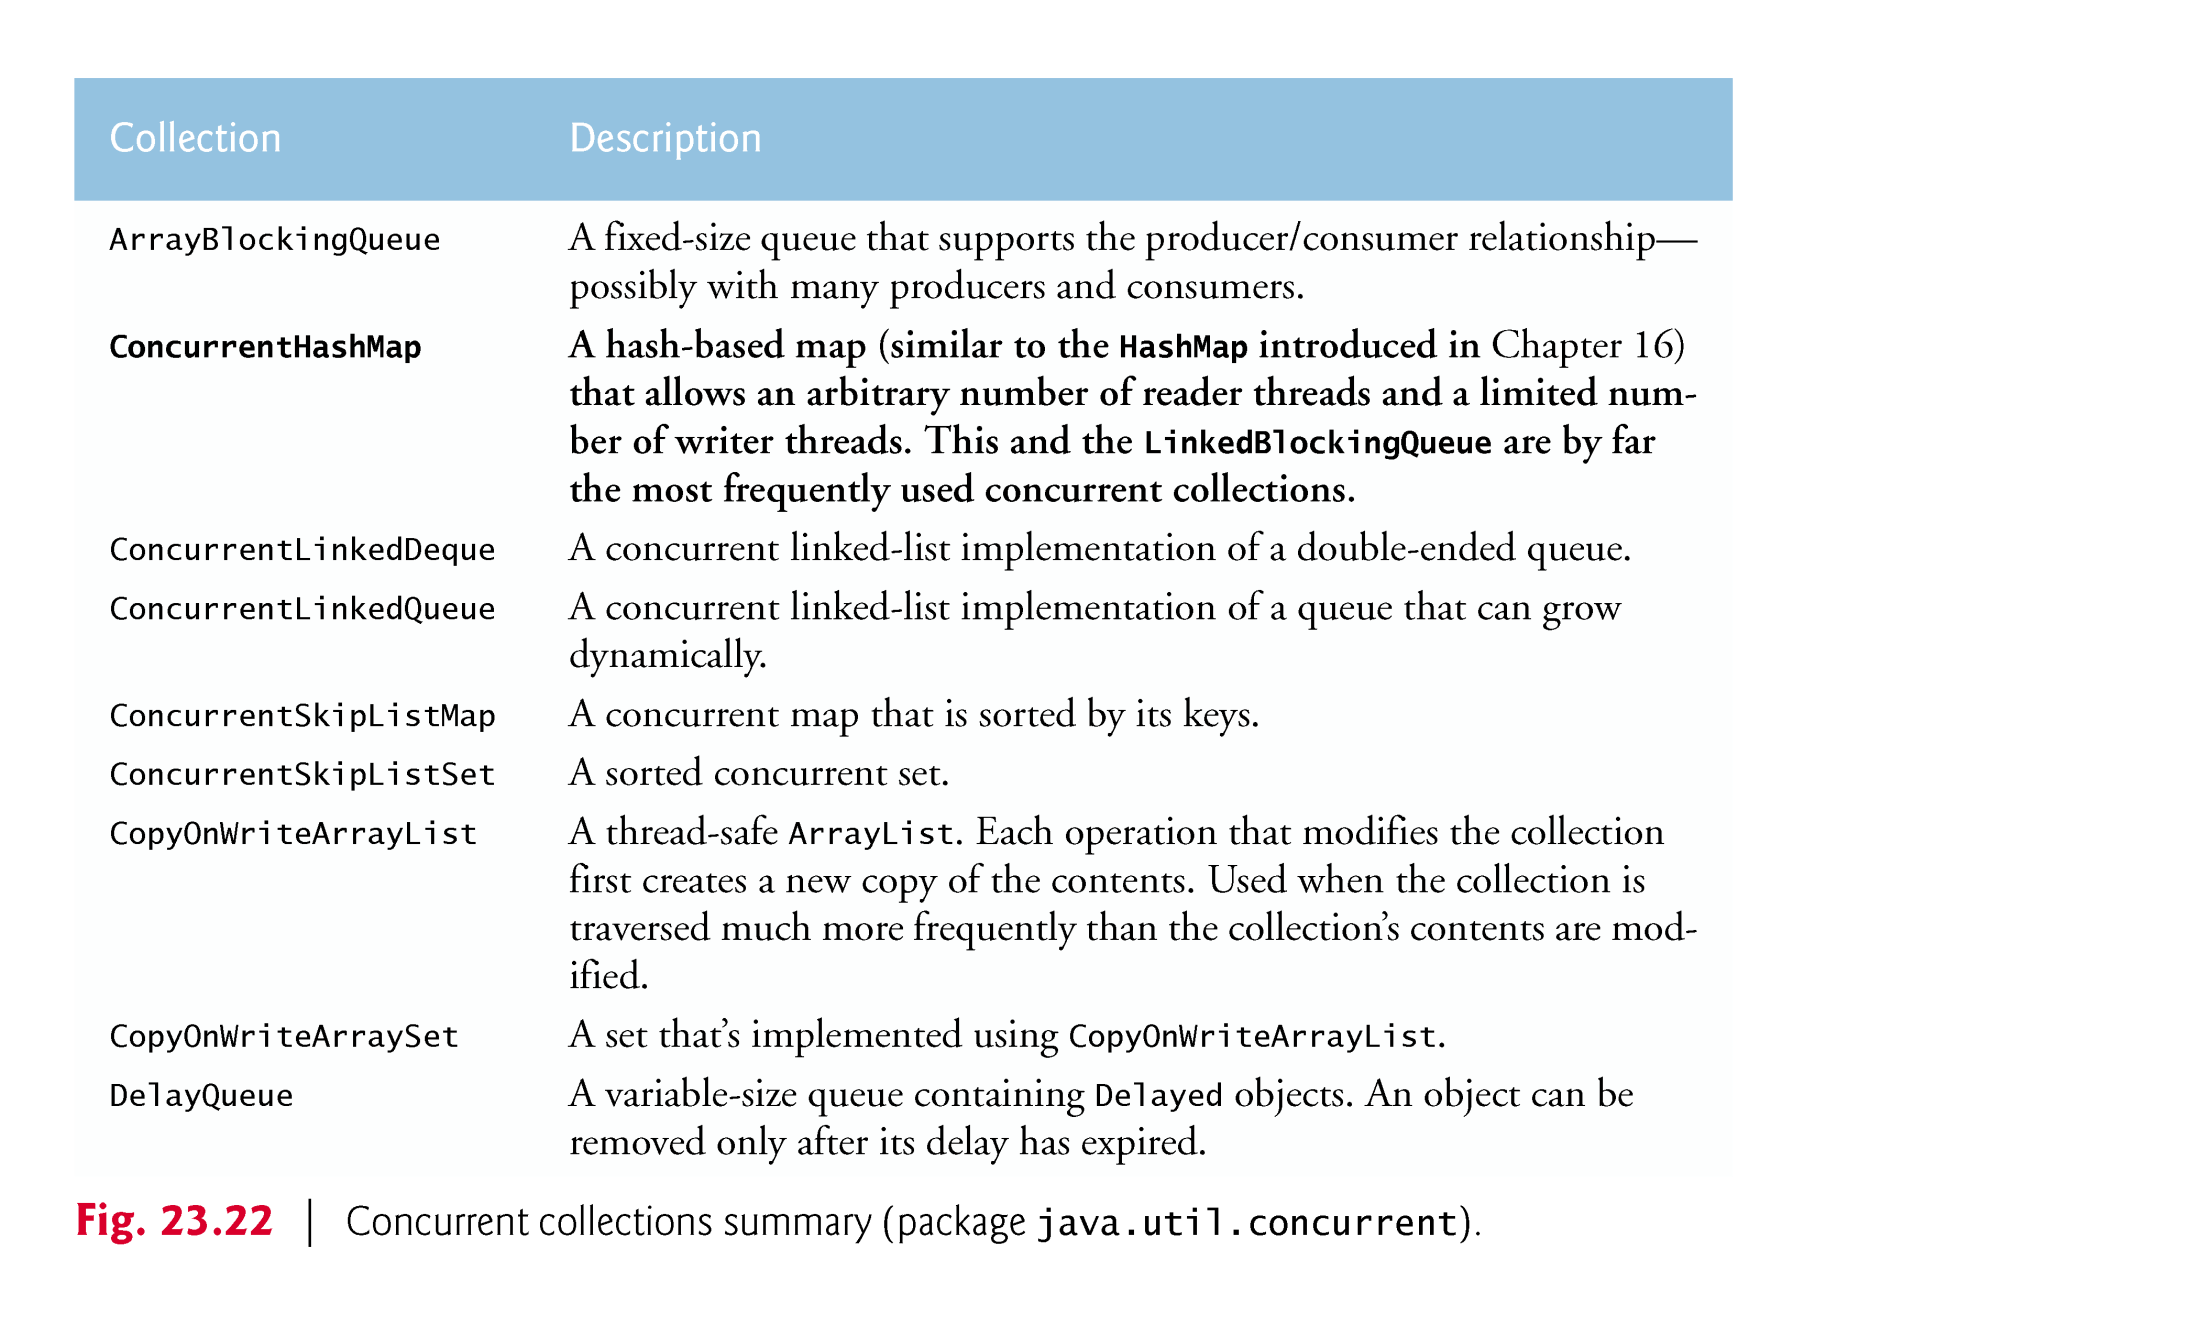 Collection Description
ArrayBlockingQueue A fixed-size queue that supports the producer/consumer relationship—
possibly with many producers and consumers.
ConcurrentHashMap A hash-based map (similar to the HashMap introduced in Chapter 16)
that allows an arbitrary number of reader threads and a limited num-
ber of writer threads. This and the LinkedBlockingQueue are by far
the most frequently used concurrent collections.
ConcurrentLinkedDeque A concurrent linked-list implementation of a double-ended queue.
ConcurrentLinkedQueue A concurrent linked-list implementation of a queue that can grow
dynamically.
ConcurrentSkipListMap A concurrent map that is sorted by its keys.
ConcurrentSkipListSet A sorted concurrent set.
CopyOnWriteArrayList A thread-safe ArrayList. Each operation that modifies the collection
first creates a new copy of the contents. Used when the collection is
traversed much more frequently than the collection’s contents are mod-
ified.
CopyOnWriteArraySet A set that’s implemented using CopyOnWriteArrayList.
DelayQueue A variable-size queue containing Delayed objects. An object can be
removed only after its delay has expired.
Fig. 23.22 | Concurrent collections summary (package java.util.concurrent).